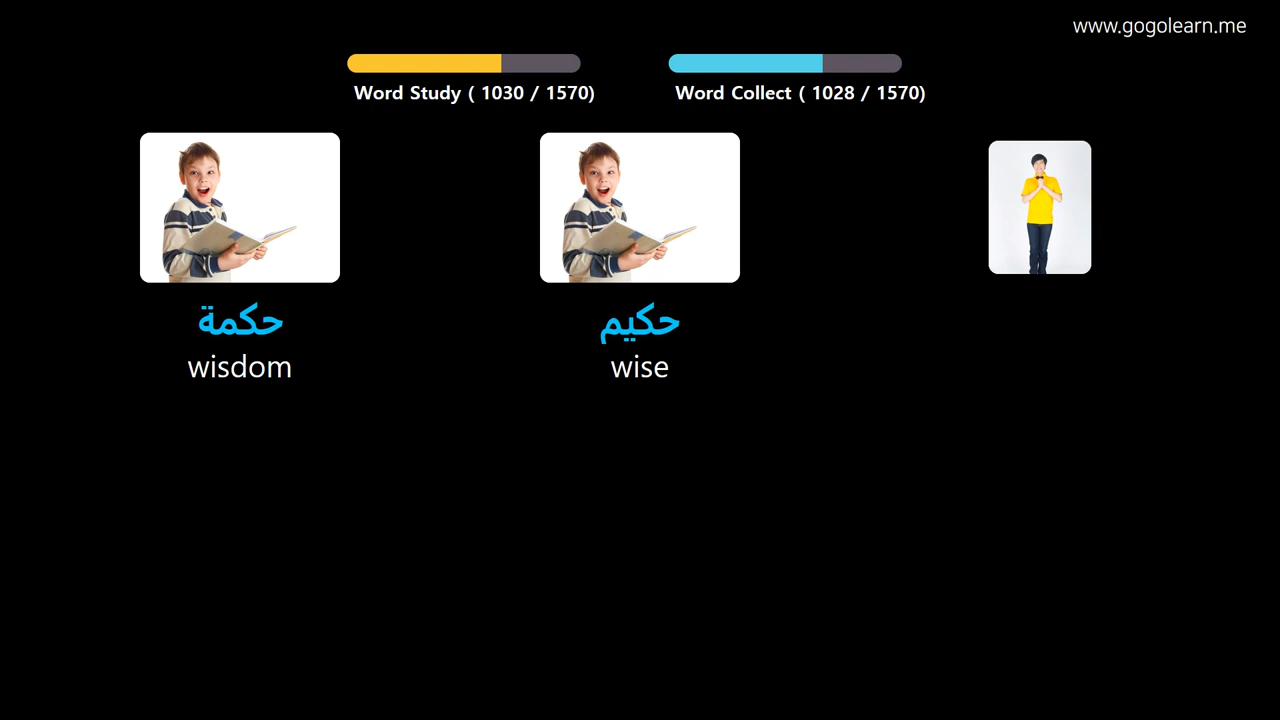 www.gogolearn.me
Word Study ( 1030 / 1570)
Word Collect ( 1028 / 1570)
حكمة
wisdom
حكيم
wise